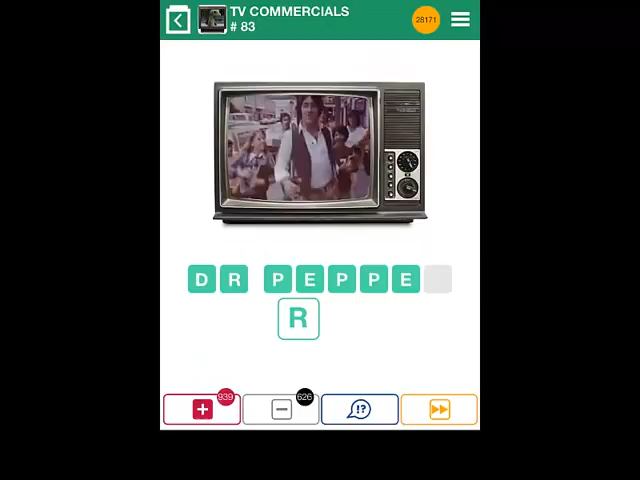 TV COMMERCIALS
# 83
28171
D R P E P P E
R
939
626
!?